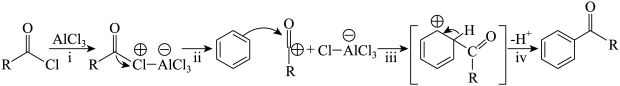 O
R Cl
AlCl3
i
O
R Cl—AlCl3
⊕ ⊖
ii
O
⊕
R
+ Cl—AlCl3
⊖
iii
⊕
H
O
C
R
-H+
iv
O
R